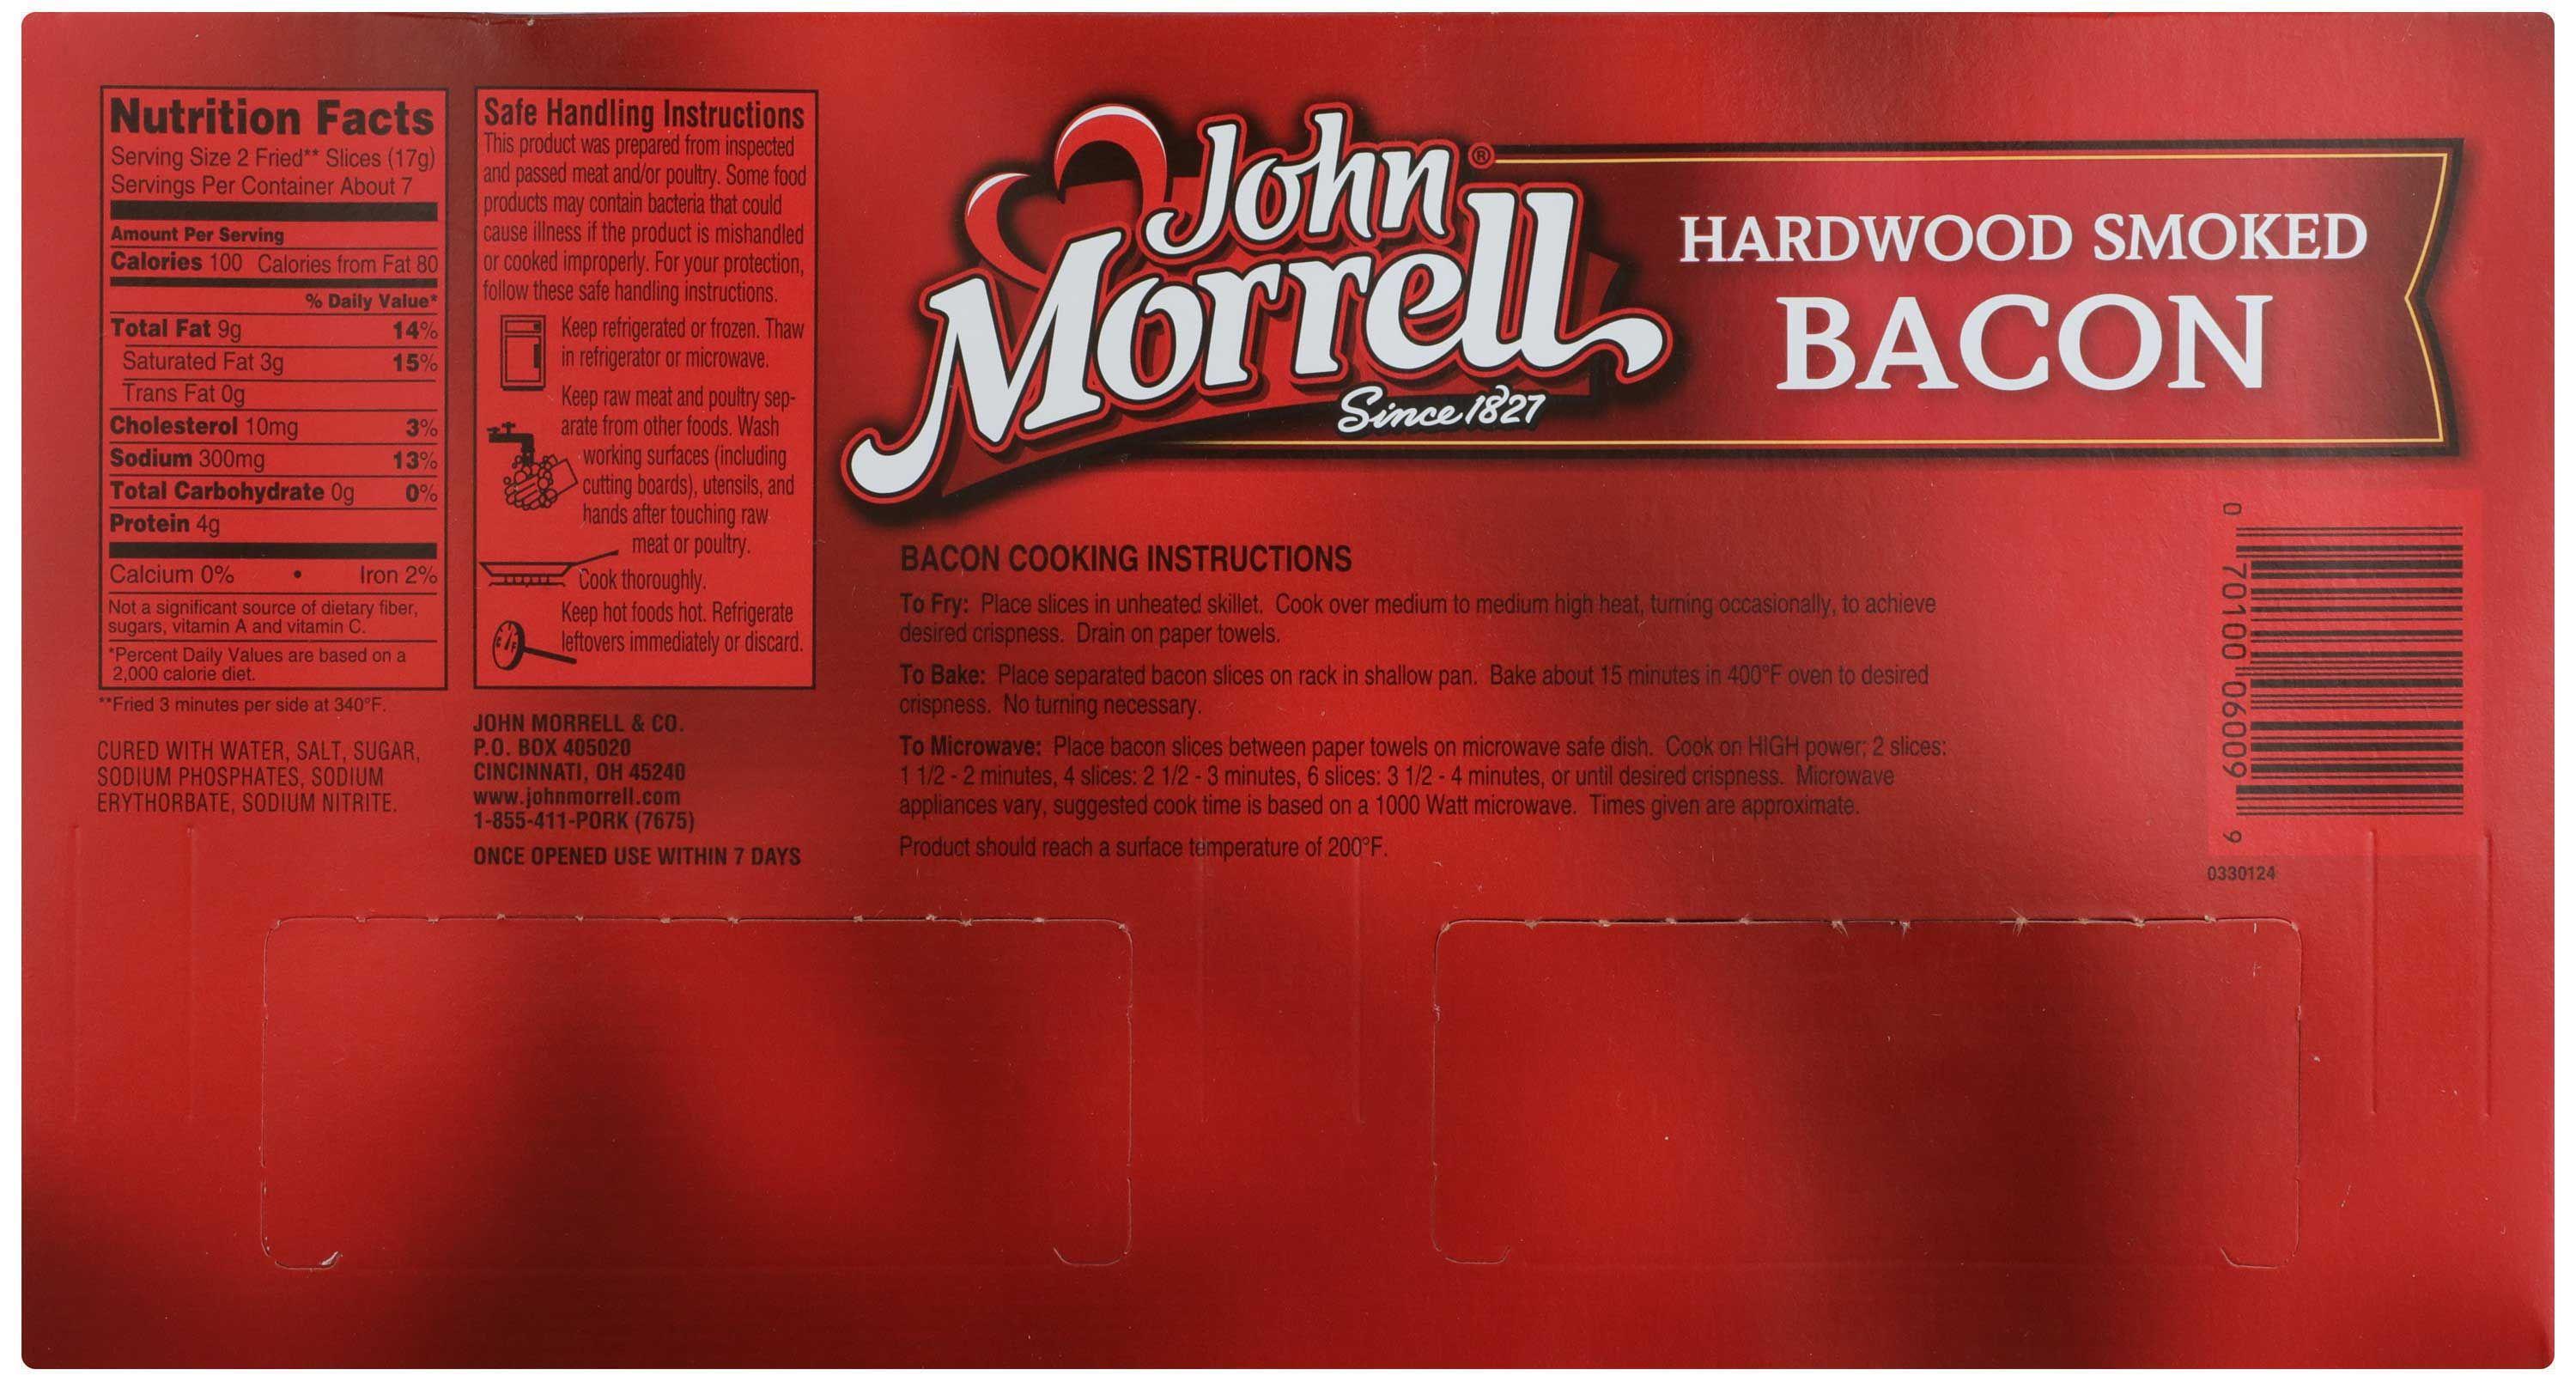 Nutrition Facts
Serving Size 2 Fried** Slices (17g)
Servings Per Container About 7
Amount Per Serving
Calories 100 Calories from Fat 80
% Daily Value*
Total Fat 9g 14%
Saturated Fat 3g 15%
Trans Fat 0g
Cholesterol 10mg 3%
Sodium 300mg 13%
Total Carbohydrate 0g 0%
Protein 4g
Calcium 0% • Iron 2%
Not a significant source of dietary fiber,
sugars, vitamin A and vitamin C.
*Percent Daily Values are based on a
2,000 calorie diet.
**Fried 3 minutes per side at 340°F.
CURED WITH WATER, SALT, SUGAR,
SODIUM PHOSPHATES, SODIUM
ERYTHORBATE, SODIUM NITRITE.
Safe Handling Instructions
This product was prepared from inspected
and passed meat and/or poultry. Some food
products may contain bacteria that could
cause illness if the product is mishandled
or cooked improperly. For your protection,
follow these safe handling instructions.
Keep refrigerated or frozen. Thaw
in refrigerator or microwave.
Keep raw meat and poultry sep-
arate from other foods. Wash
working surfaces (including
cutting boards), utensils, and
hands after touching raw
meat or poultry.
Cook thoroughly.
Keep hot foods hot. Refrigerate
leftovers immediately or discard.
JOHN MORRELL & CO.
P.O. BOX 405020
CINCINNATI, OH 45240
www.johnmorrell.com
1-855-411-PORK (7675)
ONCE OPENED USE WITHIN 7 DAYS
John®
Morrell
Since 1827
HARDWOOD SMOKED
BACON
BACON COOKING INSTRUCTIONS
To Fry: Place slices in unheated skillet. Cook over medium to medium high heat, turning occasionally, to achieve
desired crispness. Drain on paper towels.
To Bake: Place separated bacon slices on rack in shallow pan. Bake about 15 minutes in 400°F oven to desired
crispness. No turning necessary.
To Microwave: Place bacon slices between paper towels on microwave safe dish. Cook on HIGH power; 2 slices:
1 1/2 - 2 minutes, 4 slices: 2 1/2 - 3 minutes, 6 slices: 3 1/2 - 4 minutes, or until desired crispness. Microwave
appliances vary, suggested cook time is based on a 1000 Watt microwave. Times given are approximate.
Product should reach a surface temperature of 200°F.
0 70100 06009 9
0330124